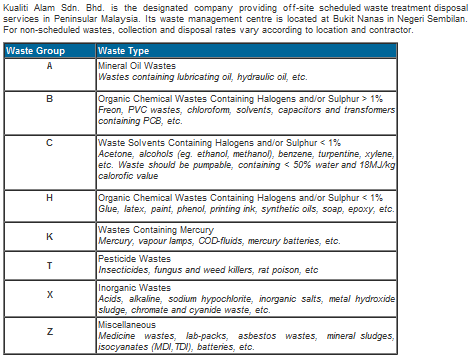 Kualiti Alam Sdn. Bhd. is the designated company providing off-site scheduled waste treatment disposal
services in Peninsular Malaysia. Its waste management centre is located at Bukit Nanas in Negeri Sembilan.
For non-scheduled wastes, collection and disposal rates vary according to location and contractor.
Waste Group Waste Type
A Mineral Oil Wastes
Wastes containing lubricating oil, hydraulic oil, etc.
B Organic Chemical Wastes Containing Halogens and/or Sulphur > 1%
Freon, PVC wastes, chloroform, solvents, capacitors and transformers
containing PCB, etc.
C Waste Solvents Containing Halogens and/or Sulphur < 1%
Acetone, alcohols (eg. ethanol, methanol), benzene, turpentine, xylene,
etc. Waste should be pumpable, containing < 50% water and 18MJ/kg
calorofic value
H Organic Chemical Wastes Containing Halogens and/or Sulphur < 1%
Glue, latex, paint, phenol, printing ink, synthetic oils, soap, epoxy, etc.
K Wastes Containing Mercury
Mercury, vapour lamps, COD-fluids, mercury batteries, etc.
T Pesticide Wastes
Insecticides, fungus and weed killers, rat poison, etc
X Inorganic Wastes
Acids, alkaline, sodium hypochlorite, inorganic salts, metal hydroxide
sludge, chromate and cyanide waste, etc.
Z Miscellaneous
Medicine wastes, lab-packs, asbestos wastes, mineral sludges,
isocyanates (MDI, TDI), batteries, etc.